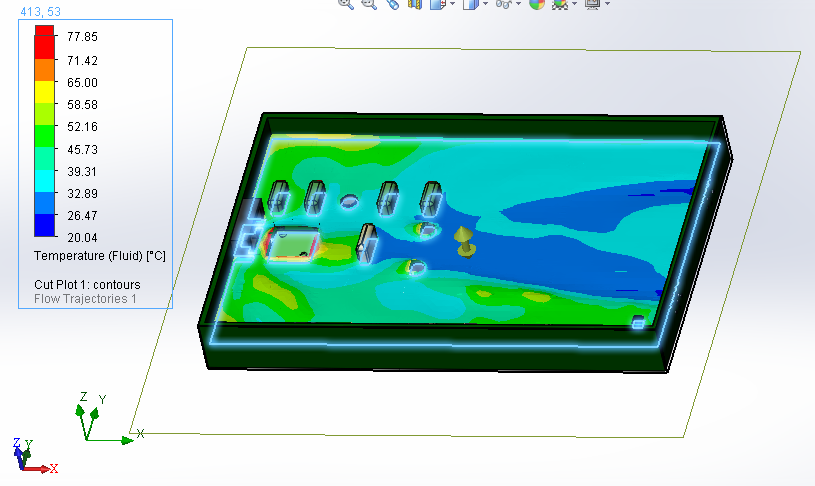 413, 53
77.85
71.42
65.00
58.58
52.16
45.73
39.31
32.89
26.47
20.04
Temperature (Fluid) [°C]
Cut Plot 1: contours
Flow Trajectories 1
Z
Y
X
Z
Y
X